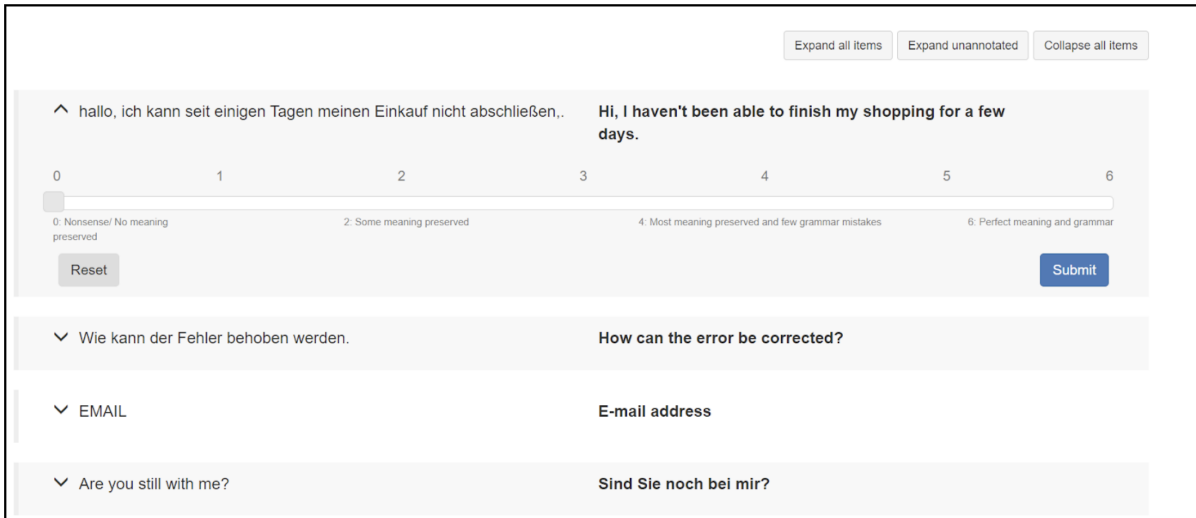 Expand all items Expand unannotated Collapse all items
hallo, ich kann seit einigen Tagen meinen Einkauf nicht abschließen,. Hi, I haven't been able to finish my shopping for a few
days.
0 1 2 3 4 5 6
0: Nonsense/ No meaning 2: Some meaning preserved 4: Most meaning preserved and few grammar mistakes 6: Perfect meaning and grammar
preserved
Reset Submit
Wie kann der Fehler behoben werden. How can the error be corrected?
EMAIL E-mail address
Are you still with me? Sind Sie noch bei mir?